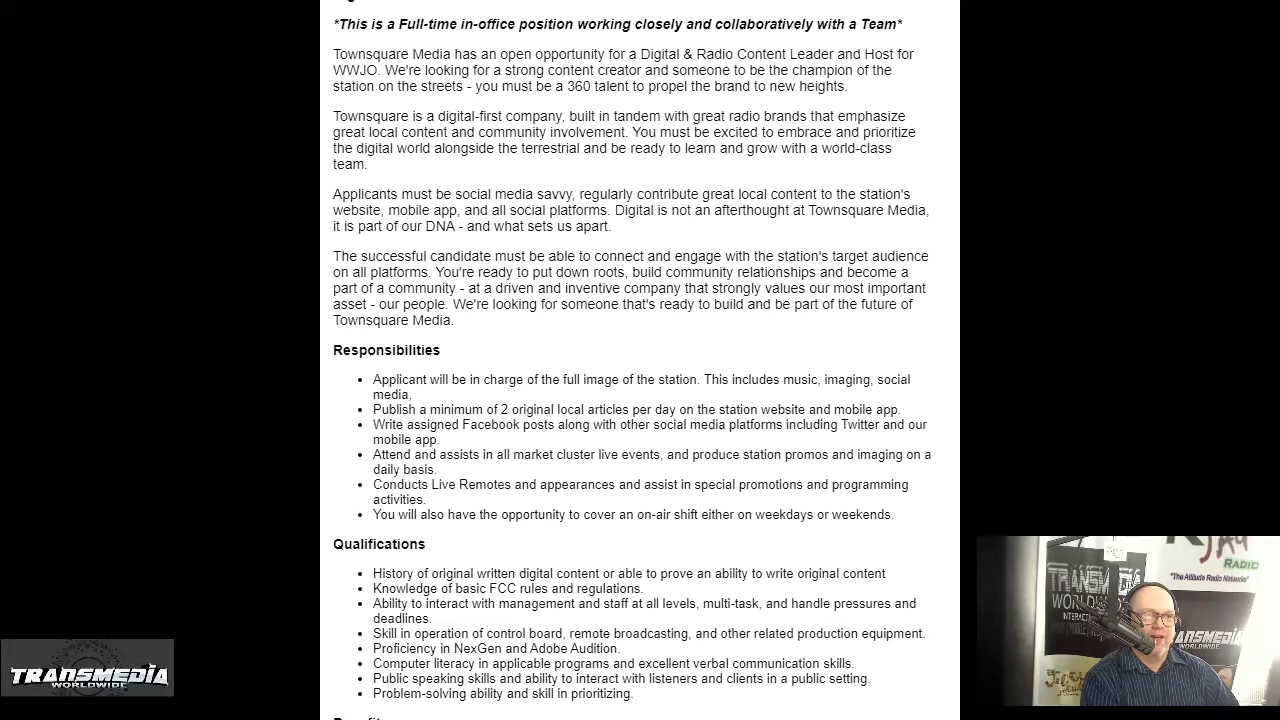 *This is a Full-time in-office position working closely and collaboratively with a Team*
Townsquare Media has an open opportunity for a Digital & Radio Content Leader and Host for
WWJO. We're looking for a strong content creator and someone to be the champion of the
station on the streets - you must be a 360 talent to propel the brand to new heights.
Townsquare is a digital-first company, built in tandem with great radio brands that emphasize
great local content and community involvement. You must be excited to embrace and prioritize
the digital world alongside the terrestrial and be ready to learn and grow with a world-class
team.
Applicants must be social media savvy, regularly contribute great local content to the station's
website, mobile app, and all social platforms. Digital is not an afterthought at Townsquare Media,
it is part of our DNA - and what sets us apart.
The successful candidate must be able to connect and engage with the station's target audience
on all platforms. You're ready to put down roots, build community relationships and become a
part of a community - at a driven and inventive company that strongly values our most important
asset - our people. We're looking for someone that's ready to build and be part of the future of
Townsquare Media.
Responsibilities
• Applicant will be in charge of the full image of the station. This includes music, imaging, social
media,
• Publish a minimum of 2 original local articles per day on the station website and mobile app.
• Write assigned Facebook posts along with other social media platforms including Twitter and our
mobile app.
• Attend and assists in all market cluster live events, and produce station promos and imaging on a
daily basis.
• Conducts Live Remotes and appearances and assist in special promotions and programming
activities.
• You will also have the opportunity to cover an on-air shift either on weekdays or weekends.
Qualifications
• History of original written digital content or able to prove an ability to write original content
• Knowledge of basic FCC rules and regulations.
• Ability to interact with management and staff at all levels, multi-task, and handle pressures and
deadlines.
• Skill in operation of control board, remote broadcasting, and other related production equipment.
• Proficiency in NexGen and Adobe Audition.
• Computer literacy in applicable programs and excellent verbal communication skills.
• Public speaking skills and ability to interact with listeners and clients in a public setting.
• Problem-solving ability and skill in prioritizing.
TRANSMEDIA
WORLDWIDE
RADIO
"The Attitude Radio Network"